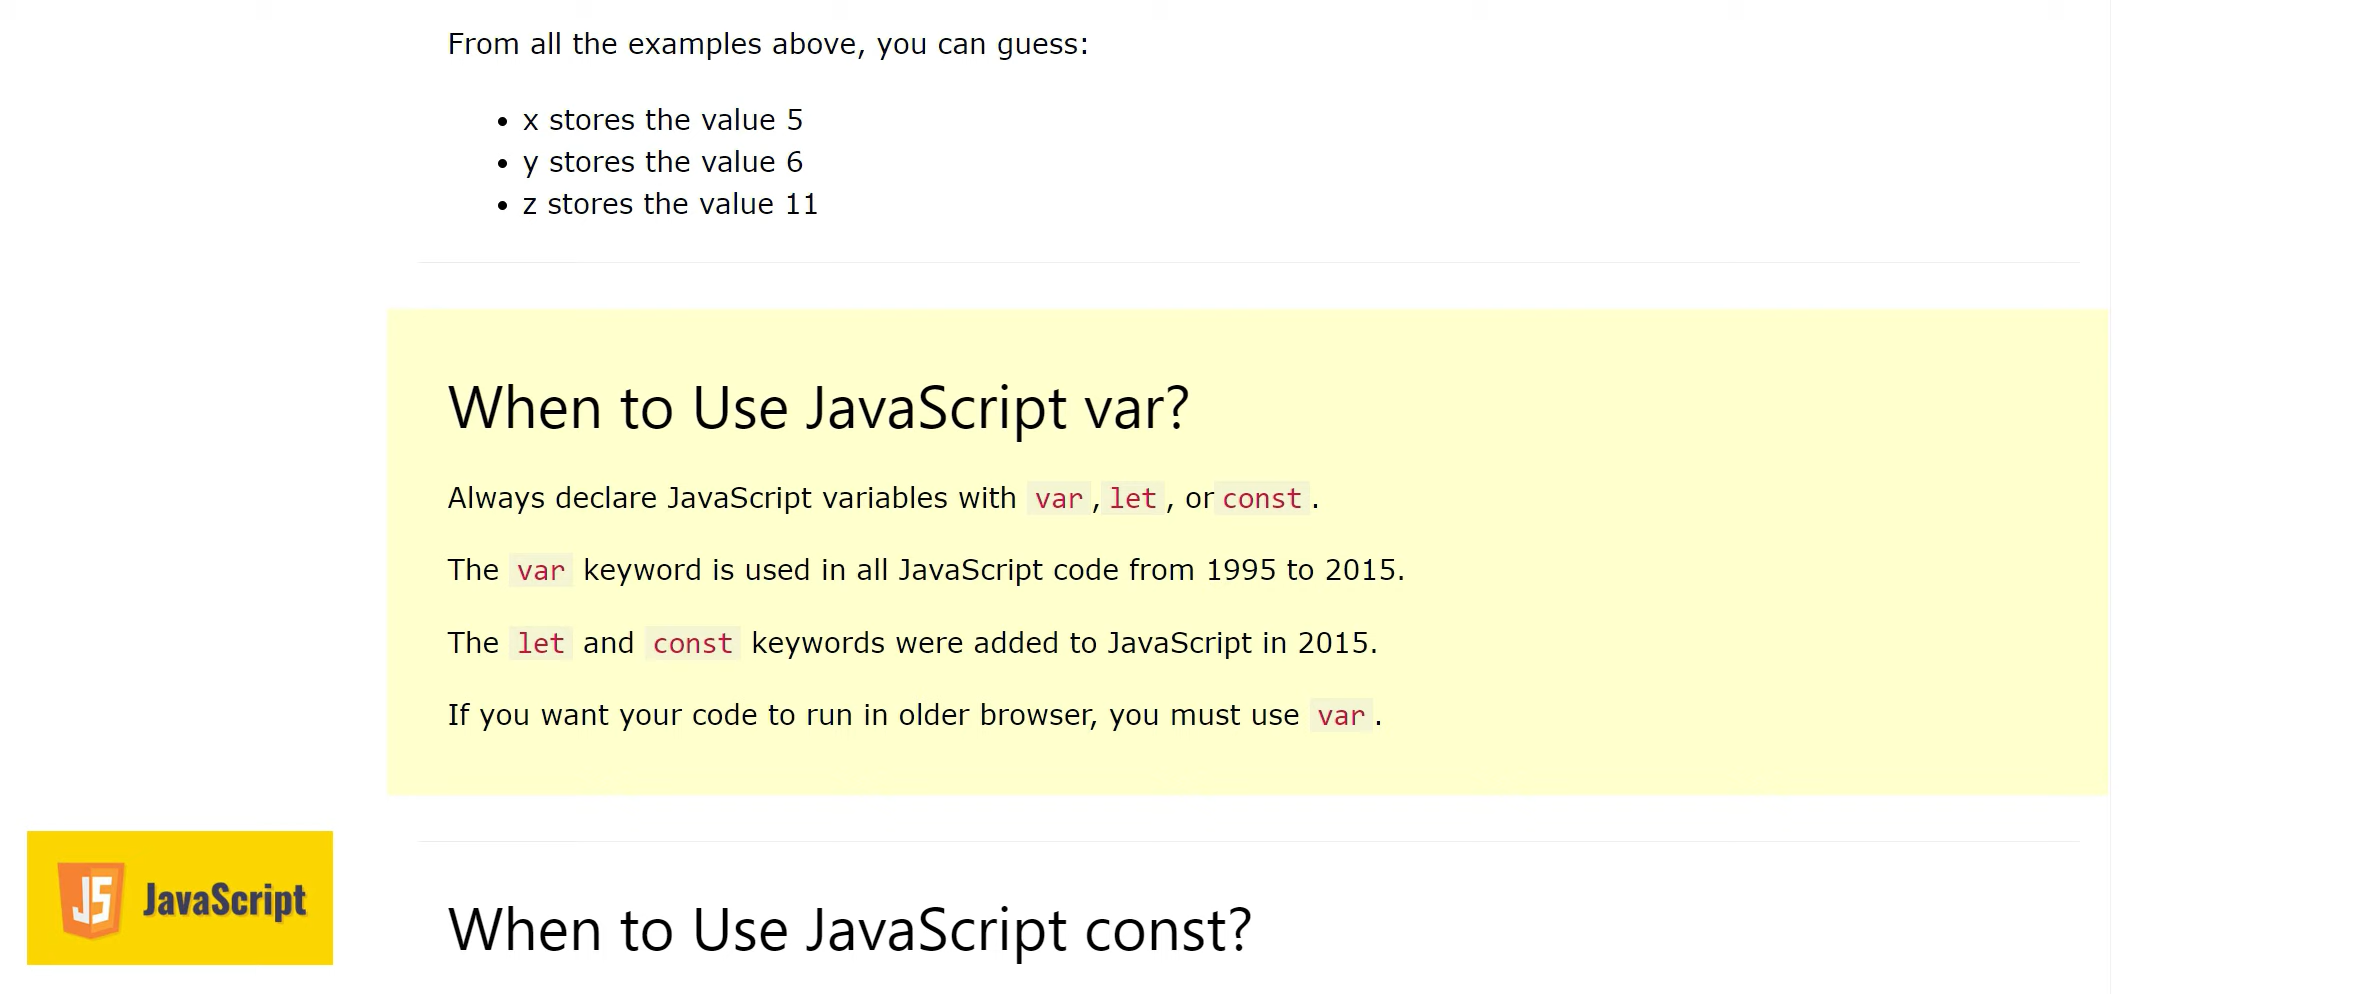 From all the examples above, you can guess:
• x stores the value 5
• y stores the value 6
• z stores the value 11
When to Use JavaScript var?
Always declare JavaScript variables with var, let, or const.
The var keyword is used in all JavaScript code from 1995 to 2015.
The let and const keywords were added to JavaScript in 2015.
If you want your code to run in older browser, you must use var.
JS JavaScript
When to Use JavaScript const?